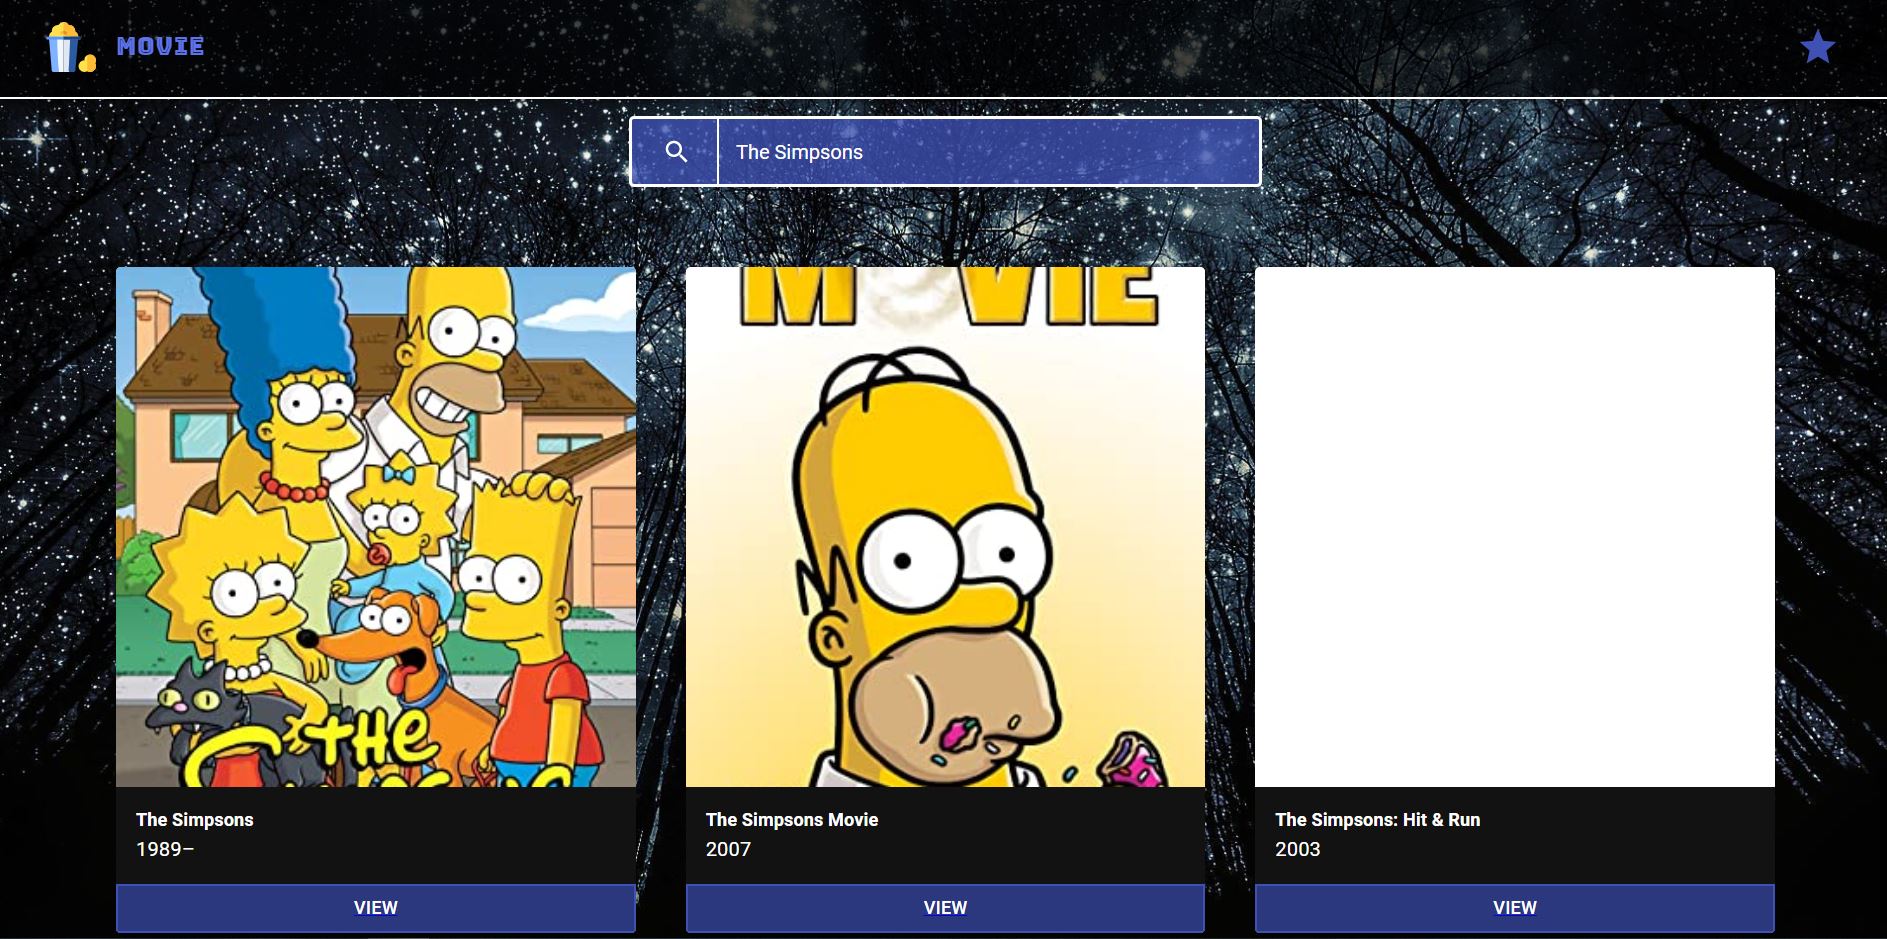 MOVIE
The Simpsons
MOVIE
THE
The Simpsons
1989–
VIEW
The Simpsons Movie
2007
VIEW
The Simpsons: Hit & Run
2003
VIEW